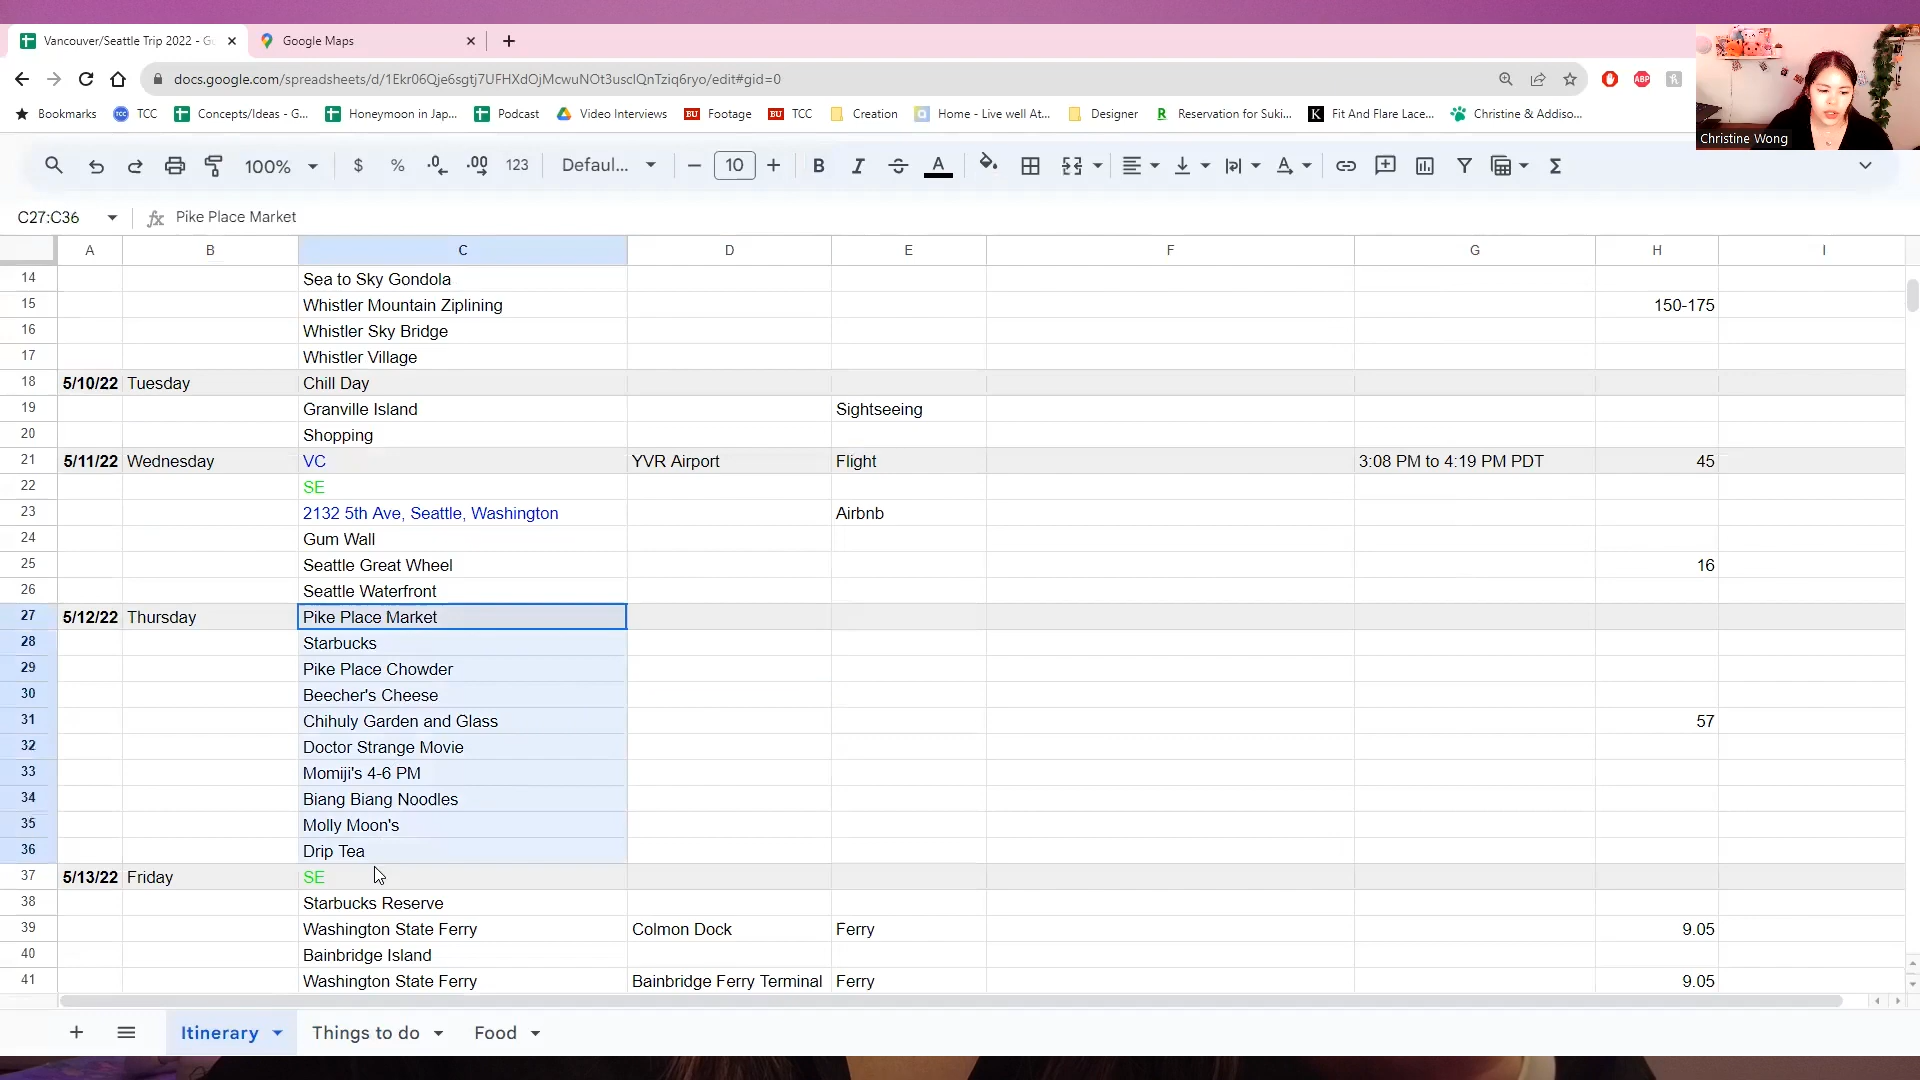 Vancouver/Seattle Trip 2022 - G
Google Maps
docs.google.com/spreadsheets/d/1Ekr06Qje6sgtj7UFHXdOjMcwuNOt3uscIQnTziq6ryo/edit#gid=0
ABP
Bookmarks TCC Concepts/Ideas - G... Honeymoon in Jap... Podcast Video Interviews BU Footage BU TCC Creation Home - Live well At... Designer R Reservation for Suki... K Fit And Flare Lace... Christine & Addiso...
Christine Wong
100% $ % .0 .00 123 Defaul... 10 B I A
C27:C36 fx Pike Place Market
A B C D E F G H I
14 Sea to Sky Gondola
15 Whistler Mountain Ziplining 150-175
16 Whistler Sky Bridge
17 Whistler Village
18 5/10/22 Tuesday Chill Day
19 Granville Island Sightseeing
20 Shopping
21 5/11/22 Wednesday VC YVR Airport Flight 3:08 PM to 4:19 PM PDT 45
22 SE
23 2132 5th Ave, Seattle, Washington Airbnb
24 Gum Wall
25 Seattle Great Wheel 16
26 Seattle Waterfront
27 5/12/22 Thursday Pike Place Market
28 Starbucks
29 Pike Place Chowder
30 Beecher's Cheese
31 Chihuly Garden and Glass 57
32 Doctor Strange Movie
33 Momiji's 4-6 PM
34 Biang Biang Noodles
35 Molly Moon's
36 Drip Tea
37 5/13/22 Friday SE
38 Starbucks Reserve
39 Washington State Ferry Colmon Dock Ferry 9.05
40 Bainbridge Island
41 Washington State Ferry Bainbridge Ferry Terminal Ferry 9.05
Itinerary Things to do Food